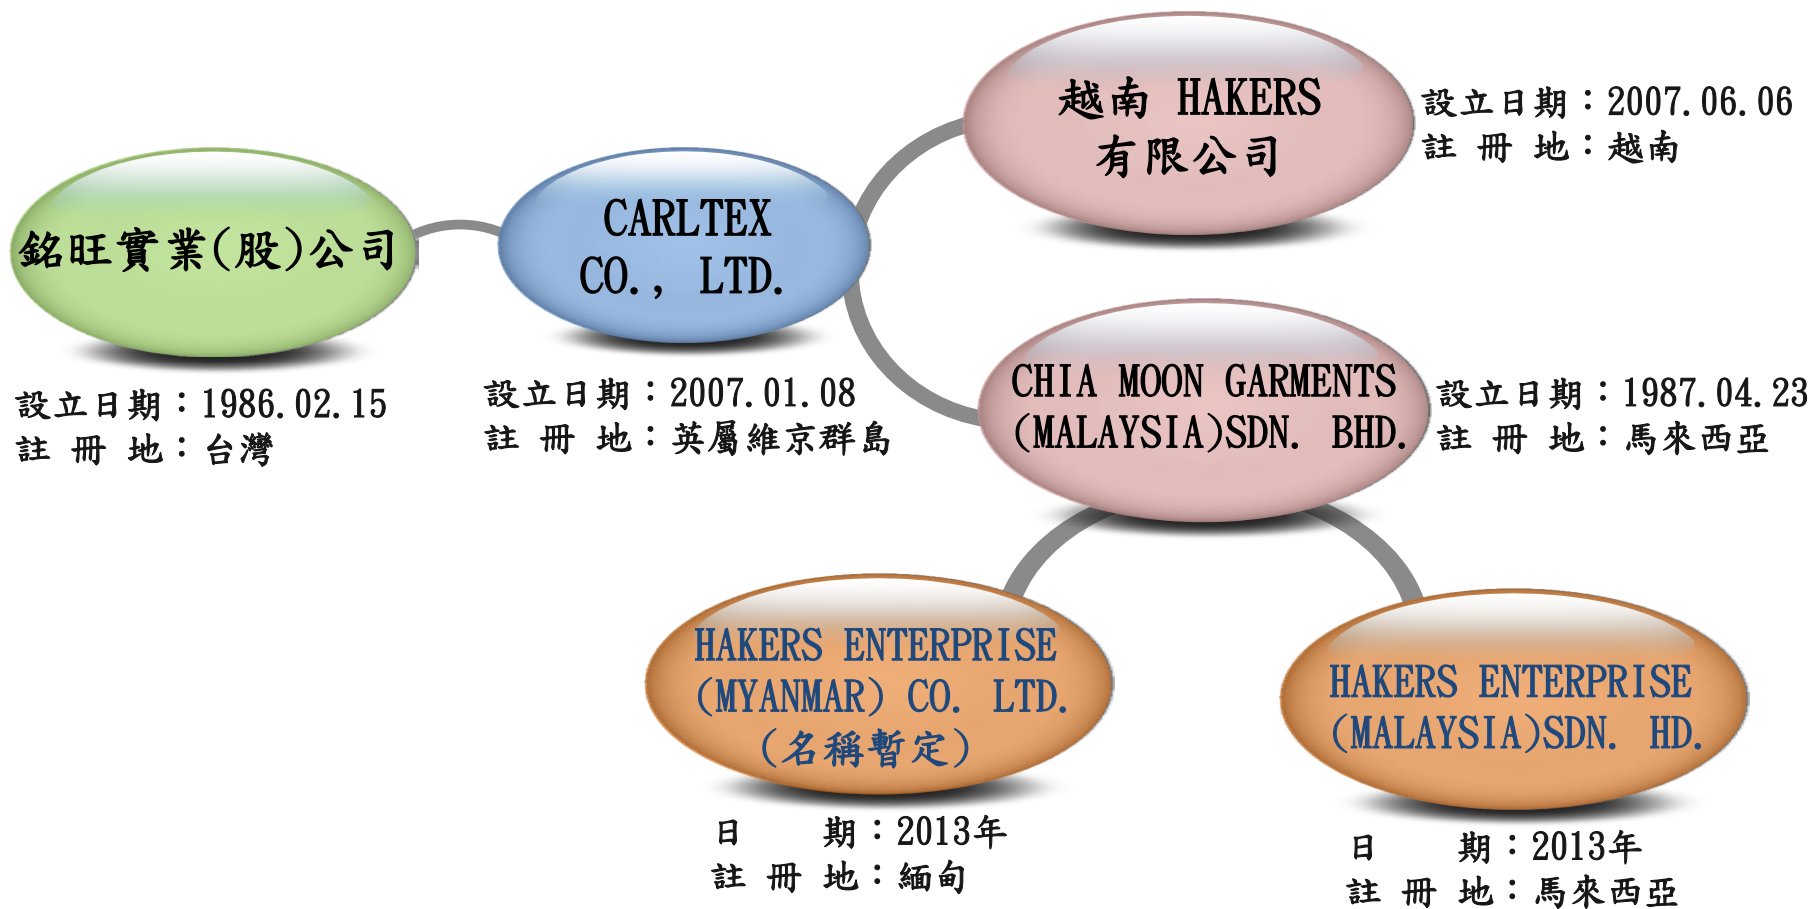 銘旺實業(股)公司
設立日期：1986.02.15
註 冊 地：台灣
CARLTEX
CO., LTD.
設立日期：2007.01.08
註 冊 地：英屬維京群島
越南 HAKERS
有限公司
設立日期：2007.06.06
註 冊 地：越南
CHIA MOON GARMENTS
(MALAYSIA)SDN. BHD.
設立日期：1987.04.23
註 冊 地：馬來西亞
HAKERS ENTERPRISE
(MYANMAR) CO. LTD.
(名稱暫定)
日 期：2013年
註 冊 地：緬甸
HAKERS ENTERPRISE
(MALAYSIA)SDN. HD.
日 期：2013年
註 冊 地：馬來西亞